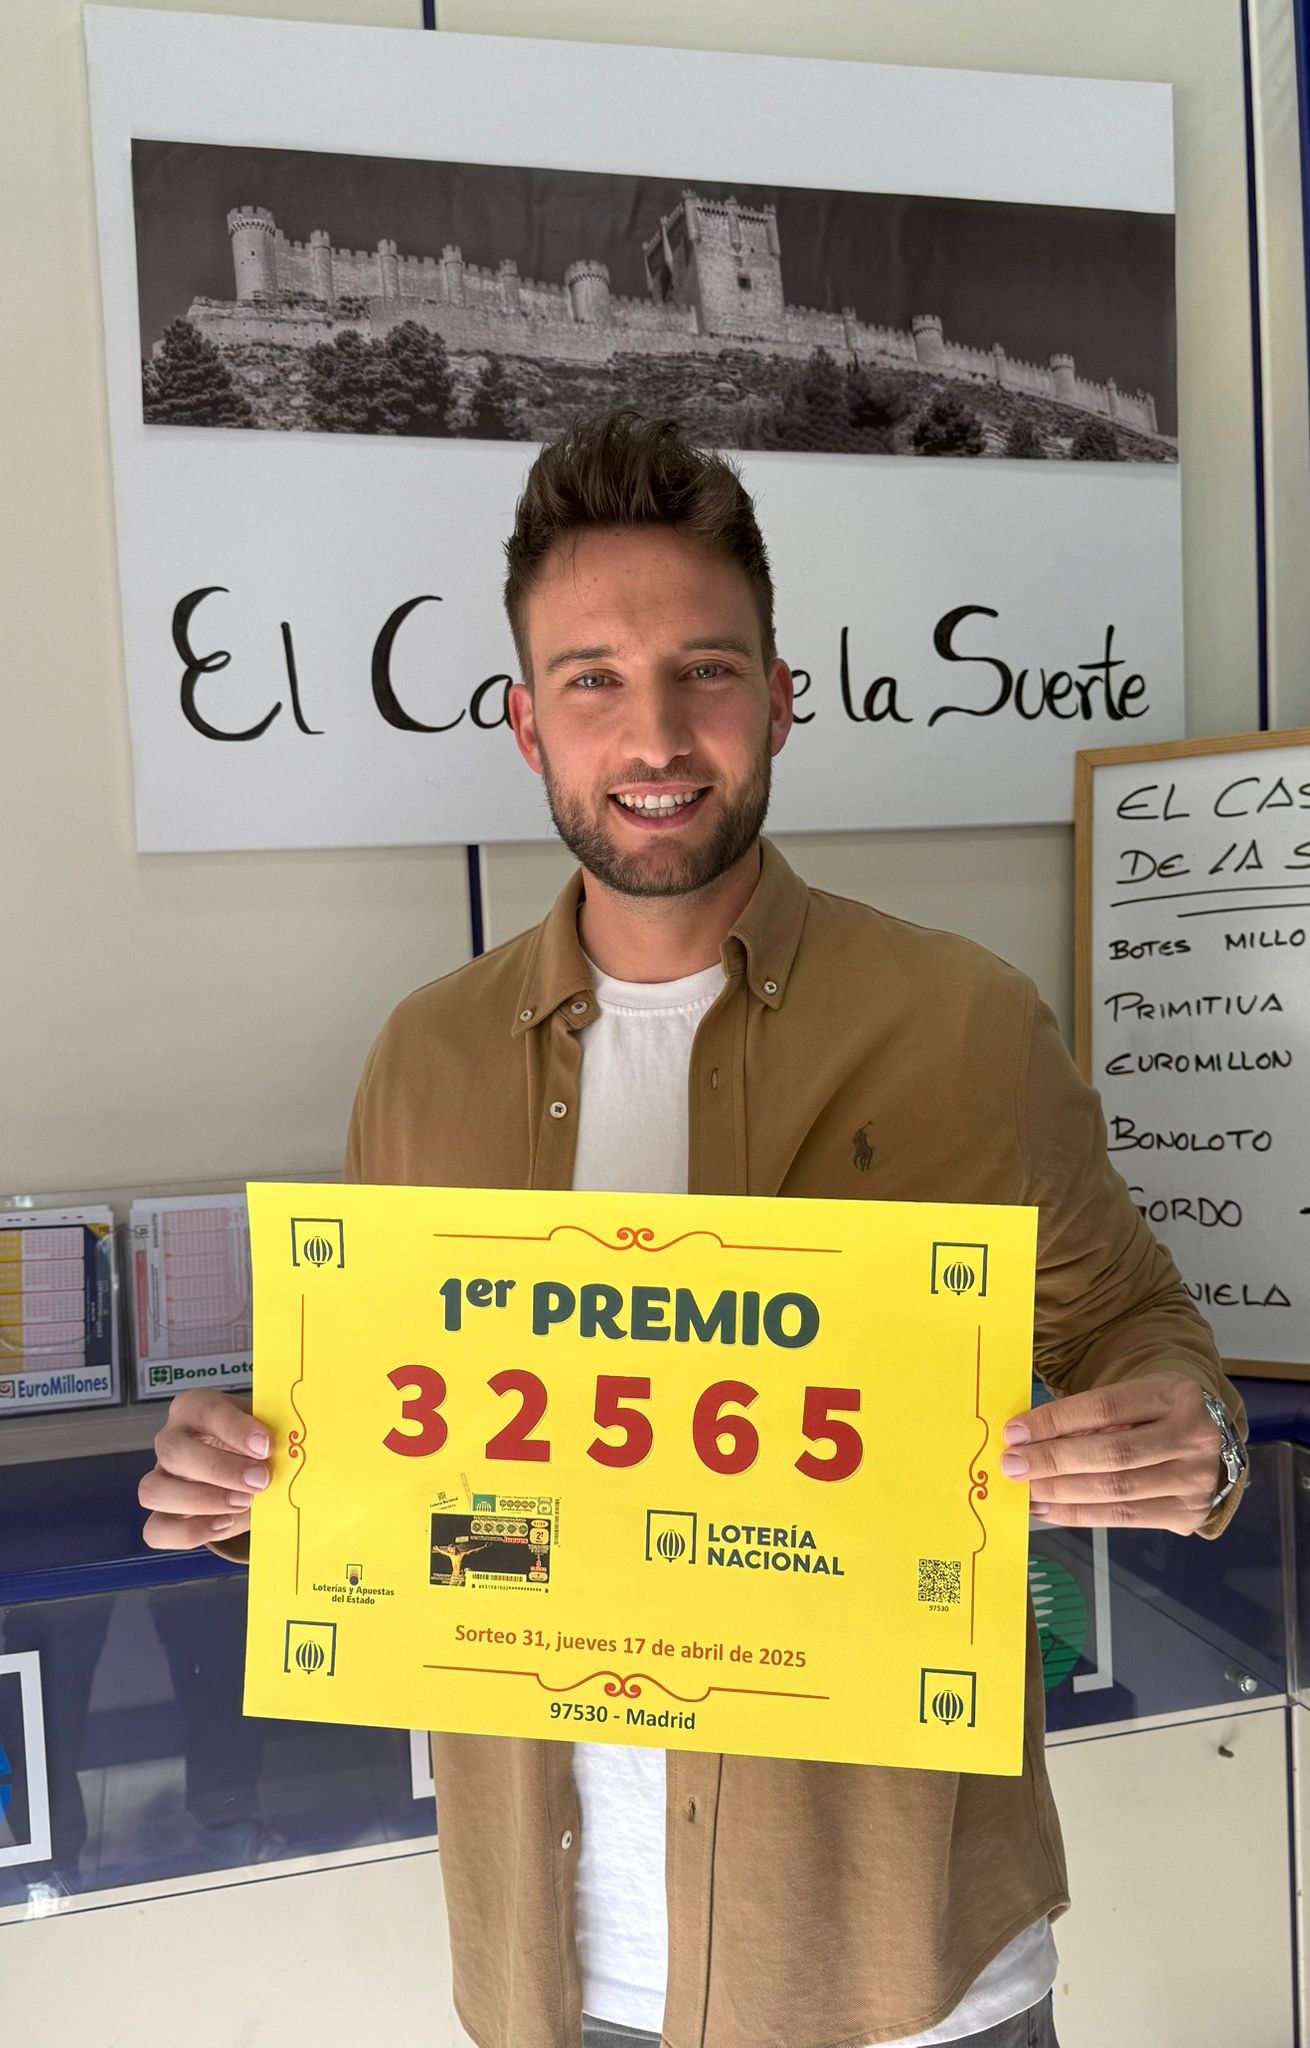 El Ca e la Suerte
EL CAS
DE LA S
BOTES MILLO
PRIMITIVA
EUROMILLON
BONOLOTO
GORDO -
NIELA
EuroMillones
Bono Loto
1er PREMIO
32565
LOTERÍA
NACIONAL
Jueves
Loterías y Apuestas
del Estado
97530
Sorteo 31, jueves 17 de abril de 2025
97530 - Madrid